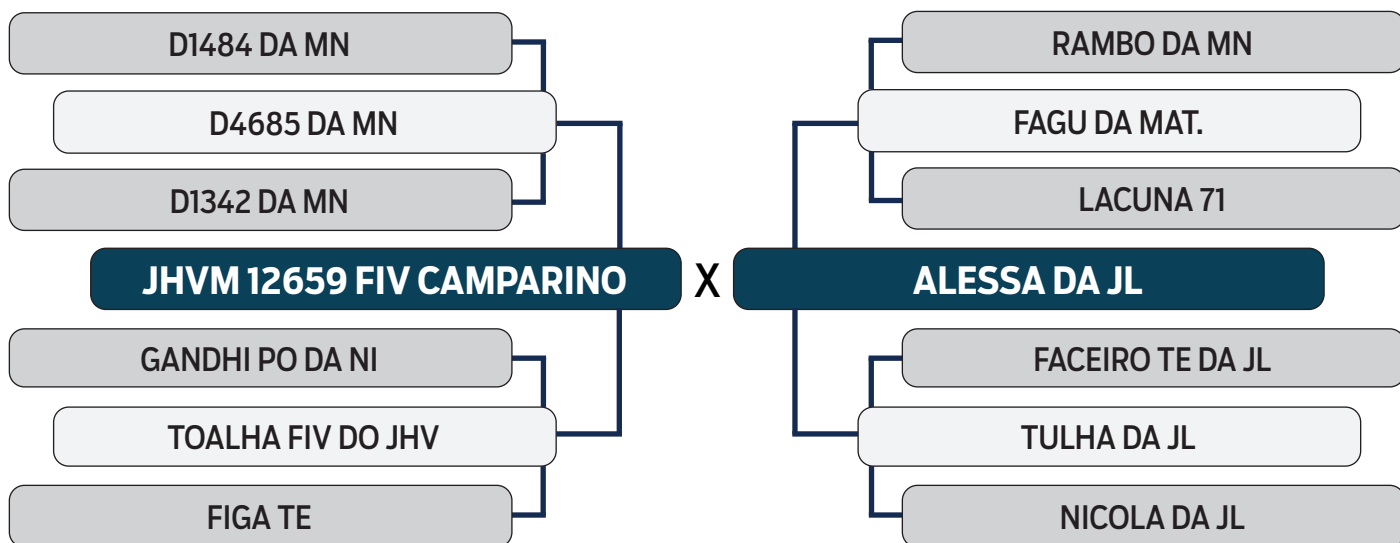 D1484 DA MN
D4685 DA MN
D1342 DA MN
JHVM 12659 FIV CAMPARINO
GANDHI PO DA NI
TOALHA FIV DO JHV
FIGA TE
X
RAMBO DA MN
FAGU DA MAT.
LACUNA 71
ALESSA DA JL
FACEIRO TE DA JL
TULHA DA JL
NICOLA DA JL